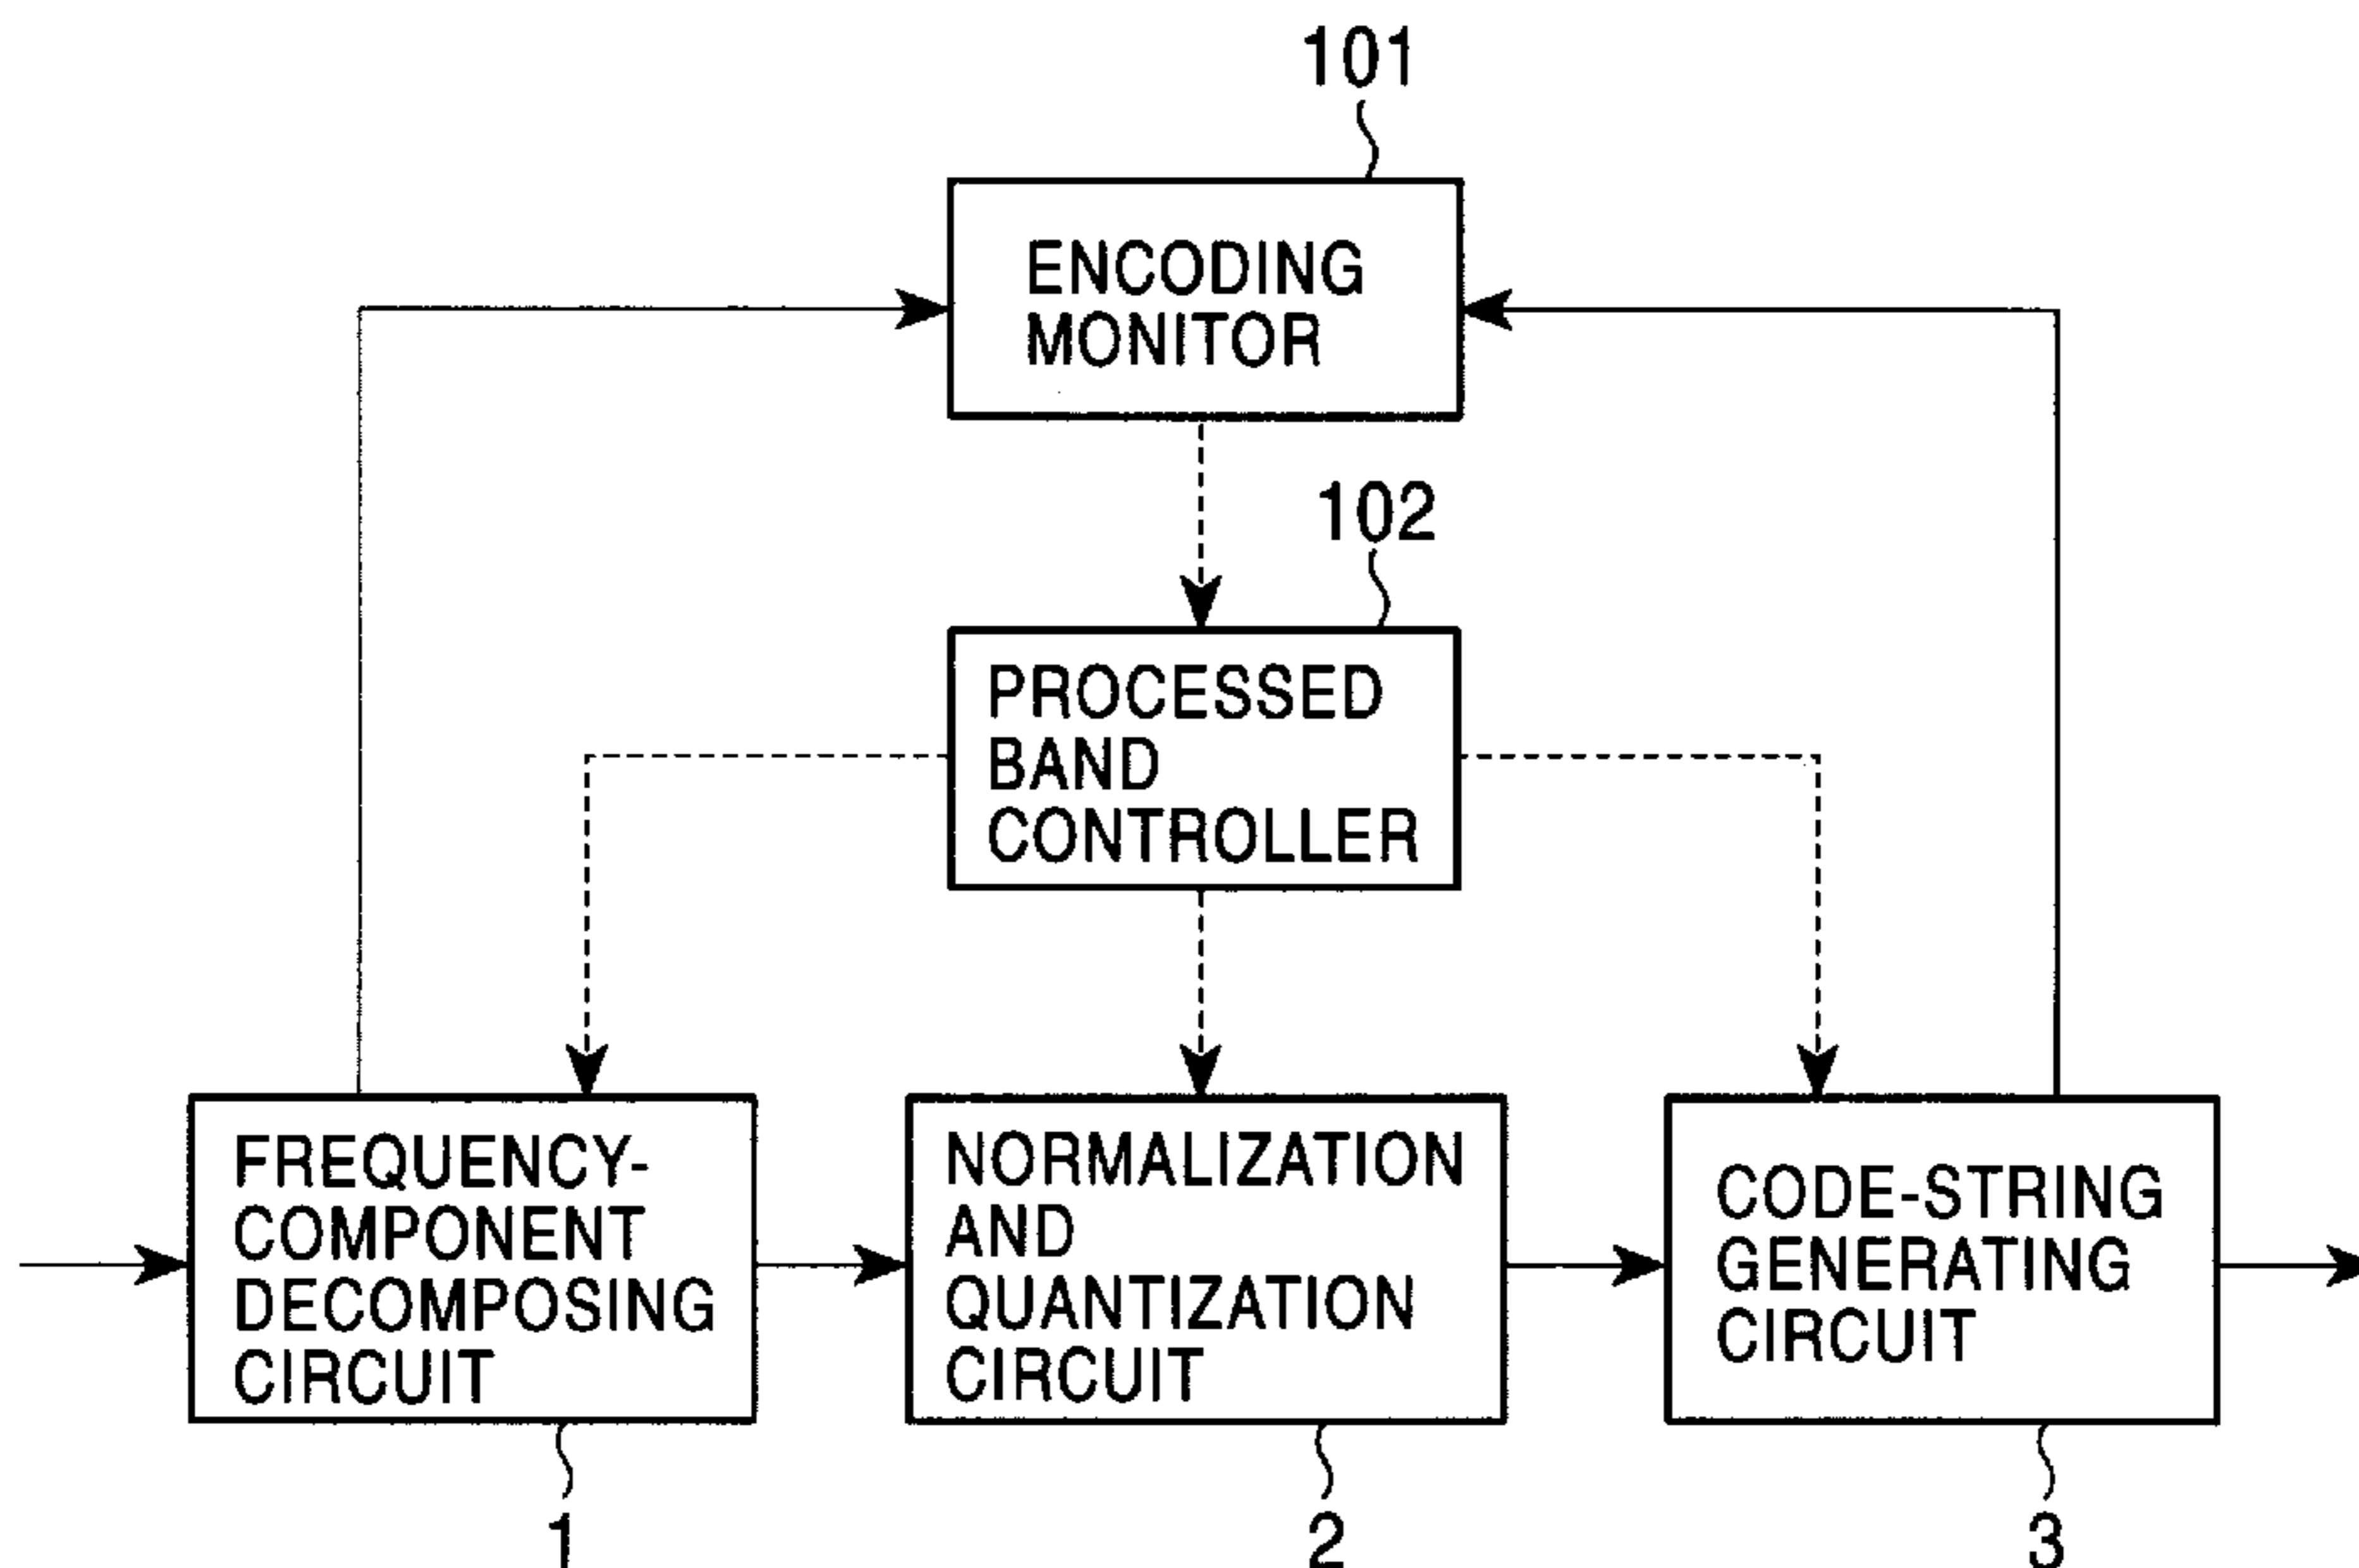 101
ENCODING
MONITOR
102
PROCESSED
BAND
CONTROLLER
FREQUENCY-
COMPONENT
DECOMPOSING
CIRCUIT
NORMALIZATION
AND
QUANTIZATION
CIRCUIT
CODE-STRING
GENERATING
CIRCUIT
1
2
3